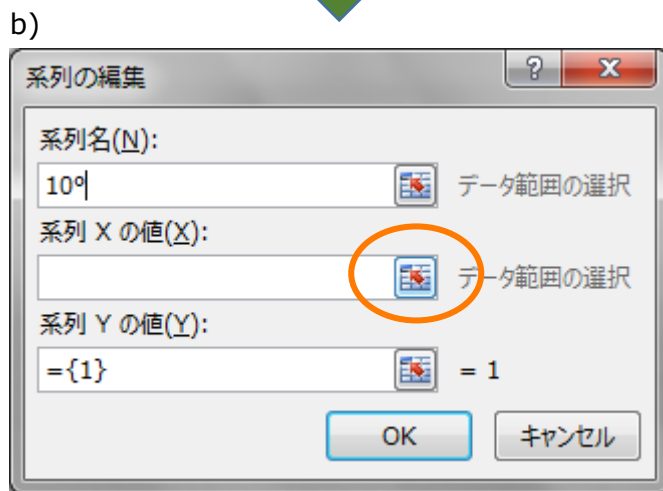 b)
系列の編集
系列名(N):
10º
データ範囲の選択
系列 X の値(X):
データ範囲の選択
系列 Y の値(Y):
={1}
= 1
OK
キャンセル